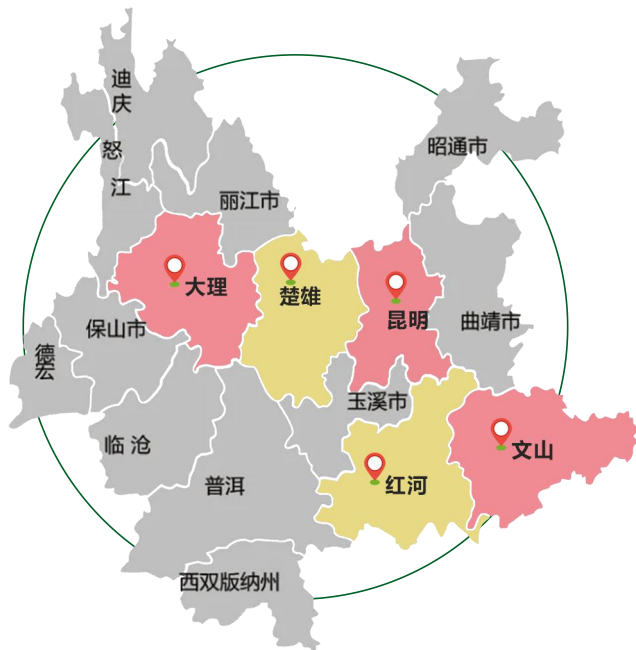 迪
庆
怒
江
昭通市
丽江市
大理
楚雄
昆明
曲靖市
保山市
德
宏
玉溪市
临沧
文山
普洱
红河
西双版纳州